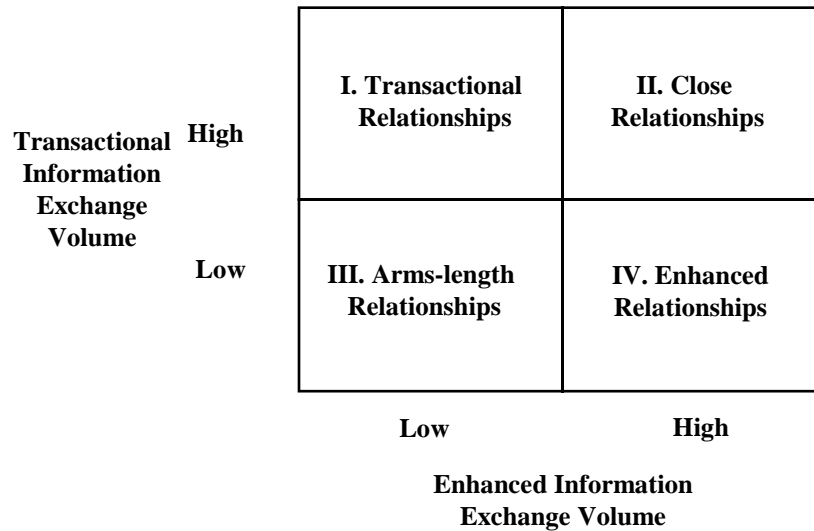 I. Transactional
Relationships
II. Close
Relationships
Transactional
Information
Exchange
Volume
High
Low
III. Arms-length
Relationships
IV. Enhanced
Relationships
Low
High
Enhanced Information
Exchange Volume